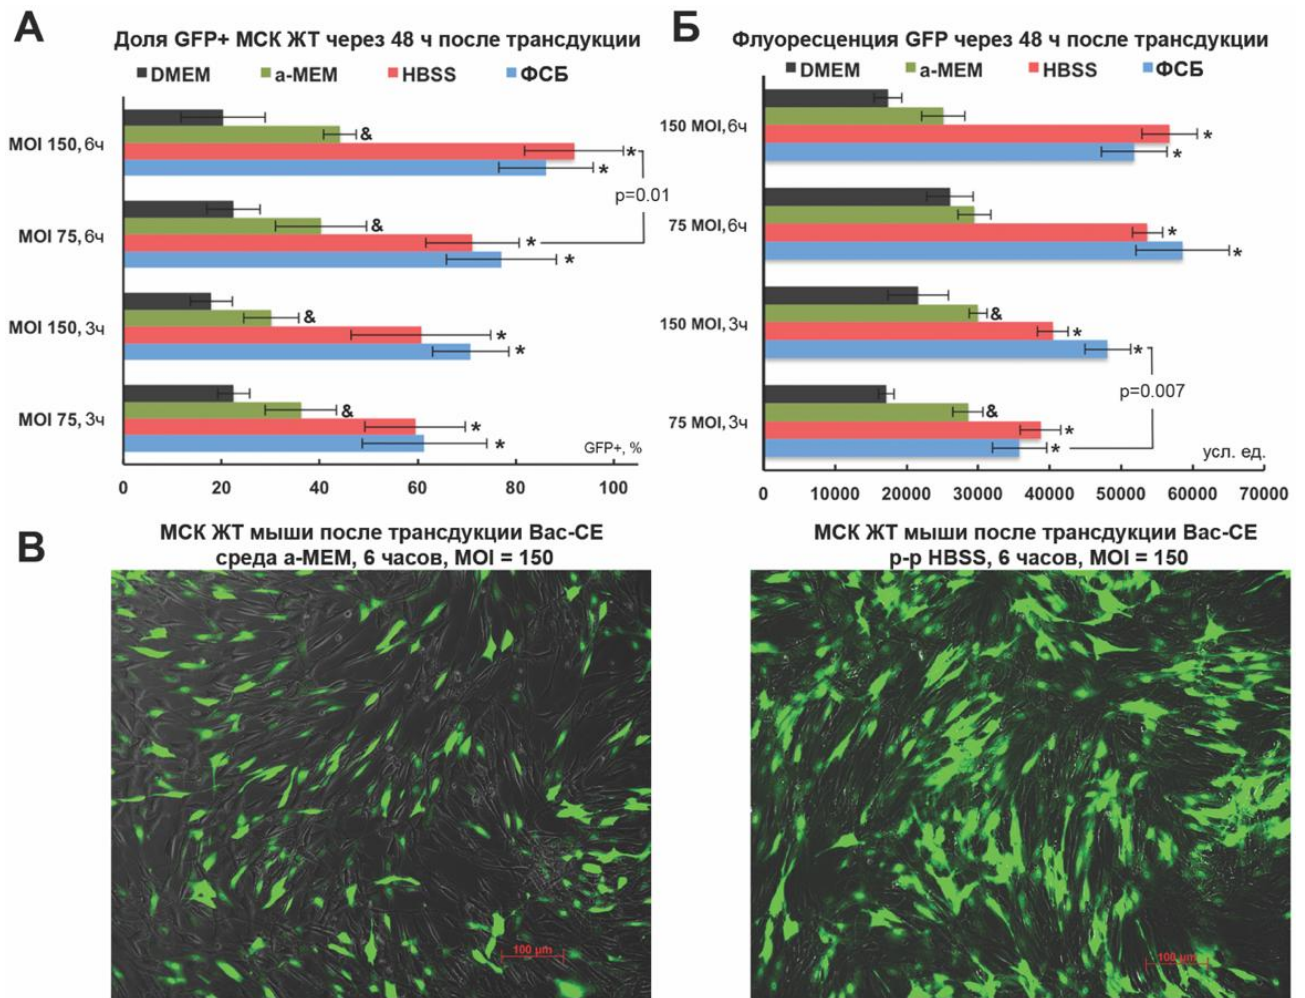 А
Доля GFP+ МСК ЖТ через 48 ч после трансдукции
DMEM a-MEM HBSS ФСБ
MOI 150, 6ч
&
*
*
p=0.01
MOI 75, 6ч
&
*
*
MOI 150, 3ч
&
*
*
MOI 75, 3ч
&
*
*
GFP+, %
0 20 40 60 80 100
Б
Флуоресценция GFP через 48 ч после трансдукции
DMEM a-MEM HBSS ФСБ
150 MOI, 6ч
*
*
75 MOI, 6ч
*
*
150 MOI, 3ч
&
*
*
p=0.007
75 MOI, 3ч
&
*
*
усл. ед.
0 10000 20000 30000 40000 50000 60000 70000
В
МСК ЖТ мыши после трансдукции Bac-CE
среда a-MEM, 6 часов, MOI = 150
100 μm
МСК ЖТ мыши после трансдукции Bac-CE
р-р HBSS, 6 часов, MOI = 150
100 μm